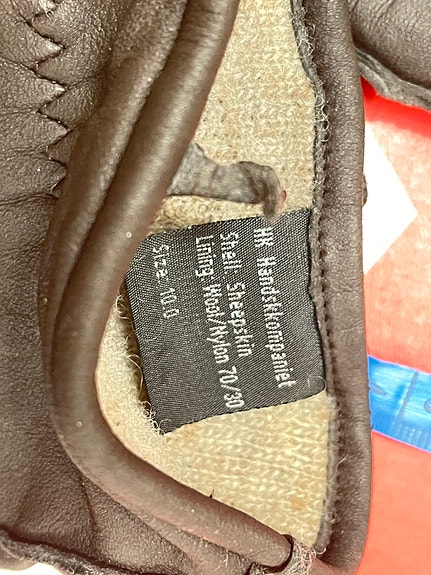 HK Handskkompaniet
Shell: Sheepskin
Lining: Wool/Nylon 70/30
Size: 10.0